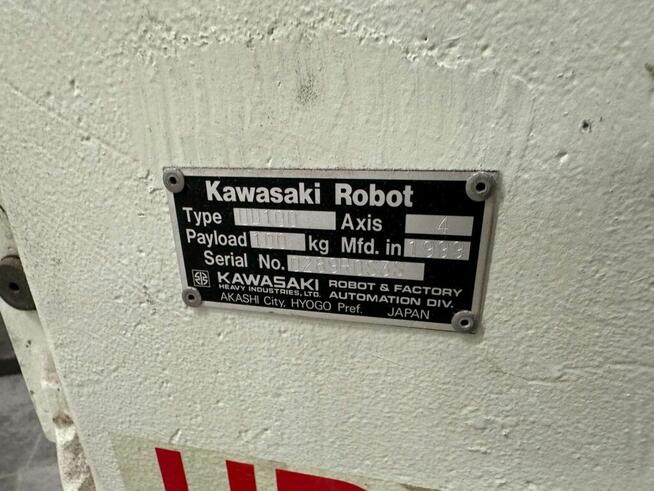 Kawasaki Robot
Type UD100 Axis 4
Payload 100 kg Mfd. in 1999
Serial No.
KAWASAKI ROBOT & FACTORY
HEAVY INDUSTRIES, LTD. AUTOMATION DIV.
AKASHI City, HYOGO Pref. JAPAN